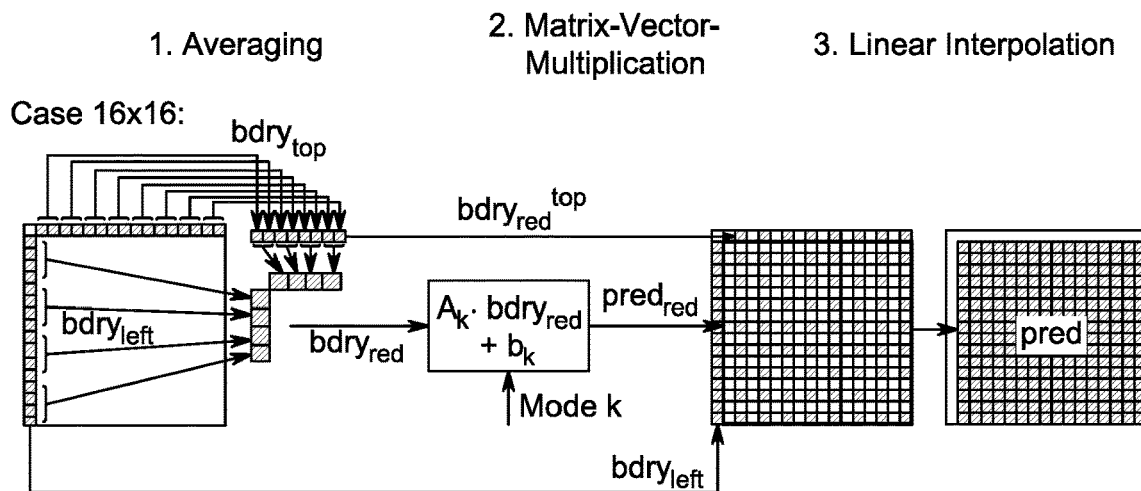 1. Averaging
2. Matrix-Vector-
Multiplication
3. Linear Interpolation
Case 16x16:
bdry_top
bdry_red^top
bdry_left
bdry_red
A_k · bdry_red
+ b_k
pred_red
pred
Mode k
bdry_left